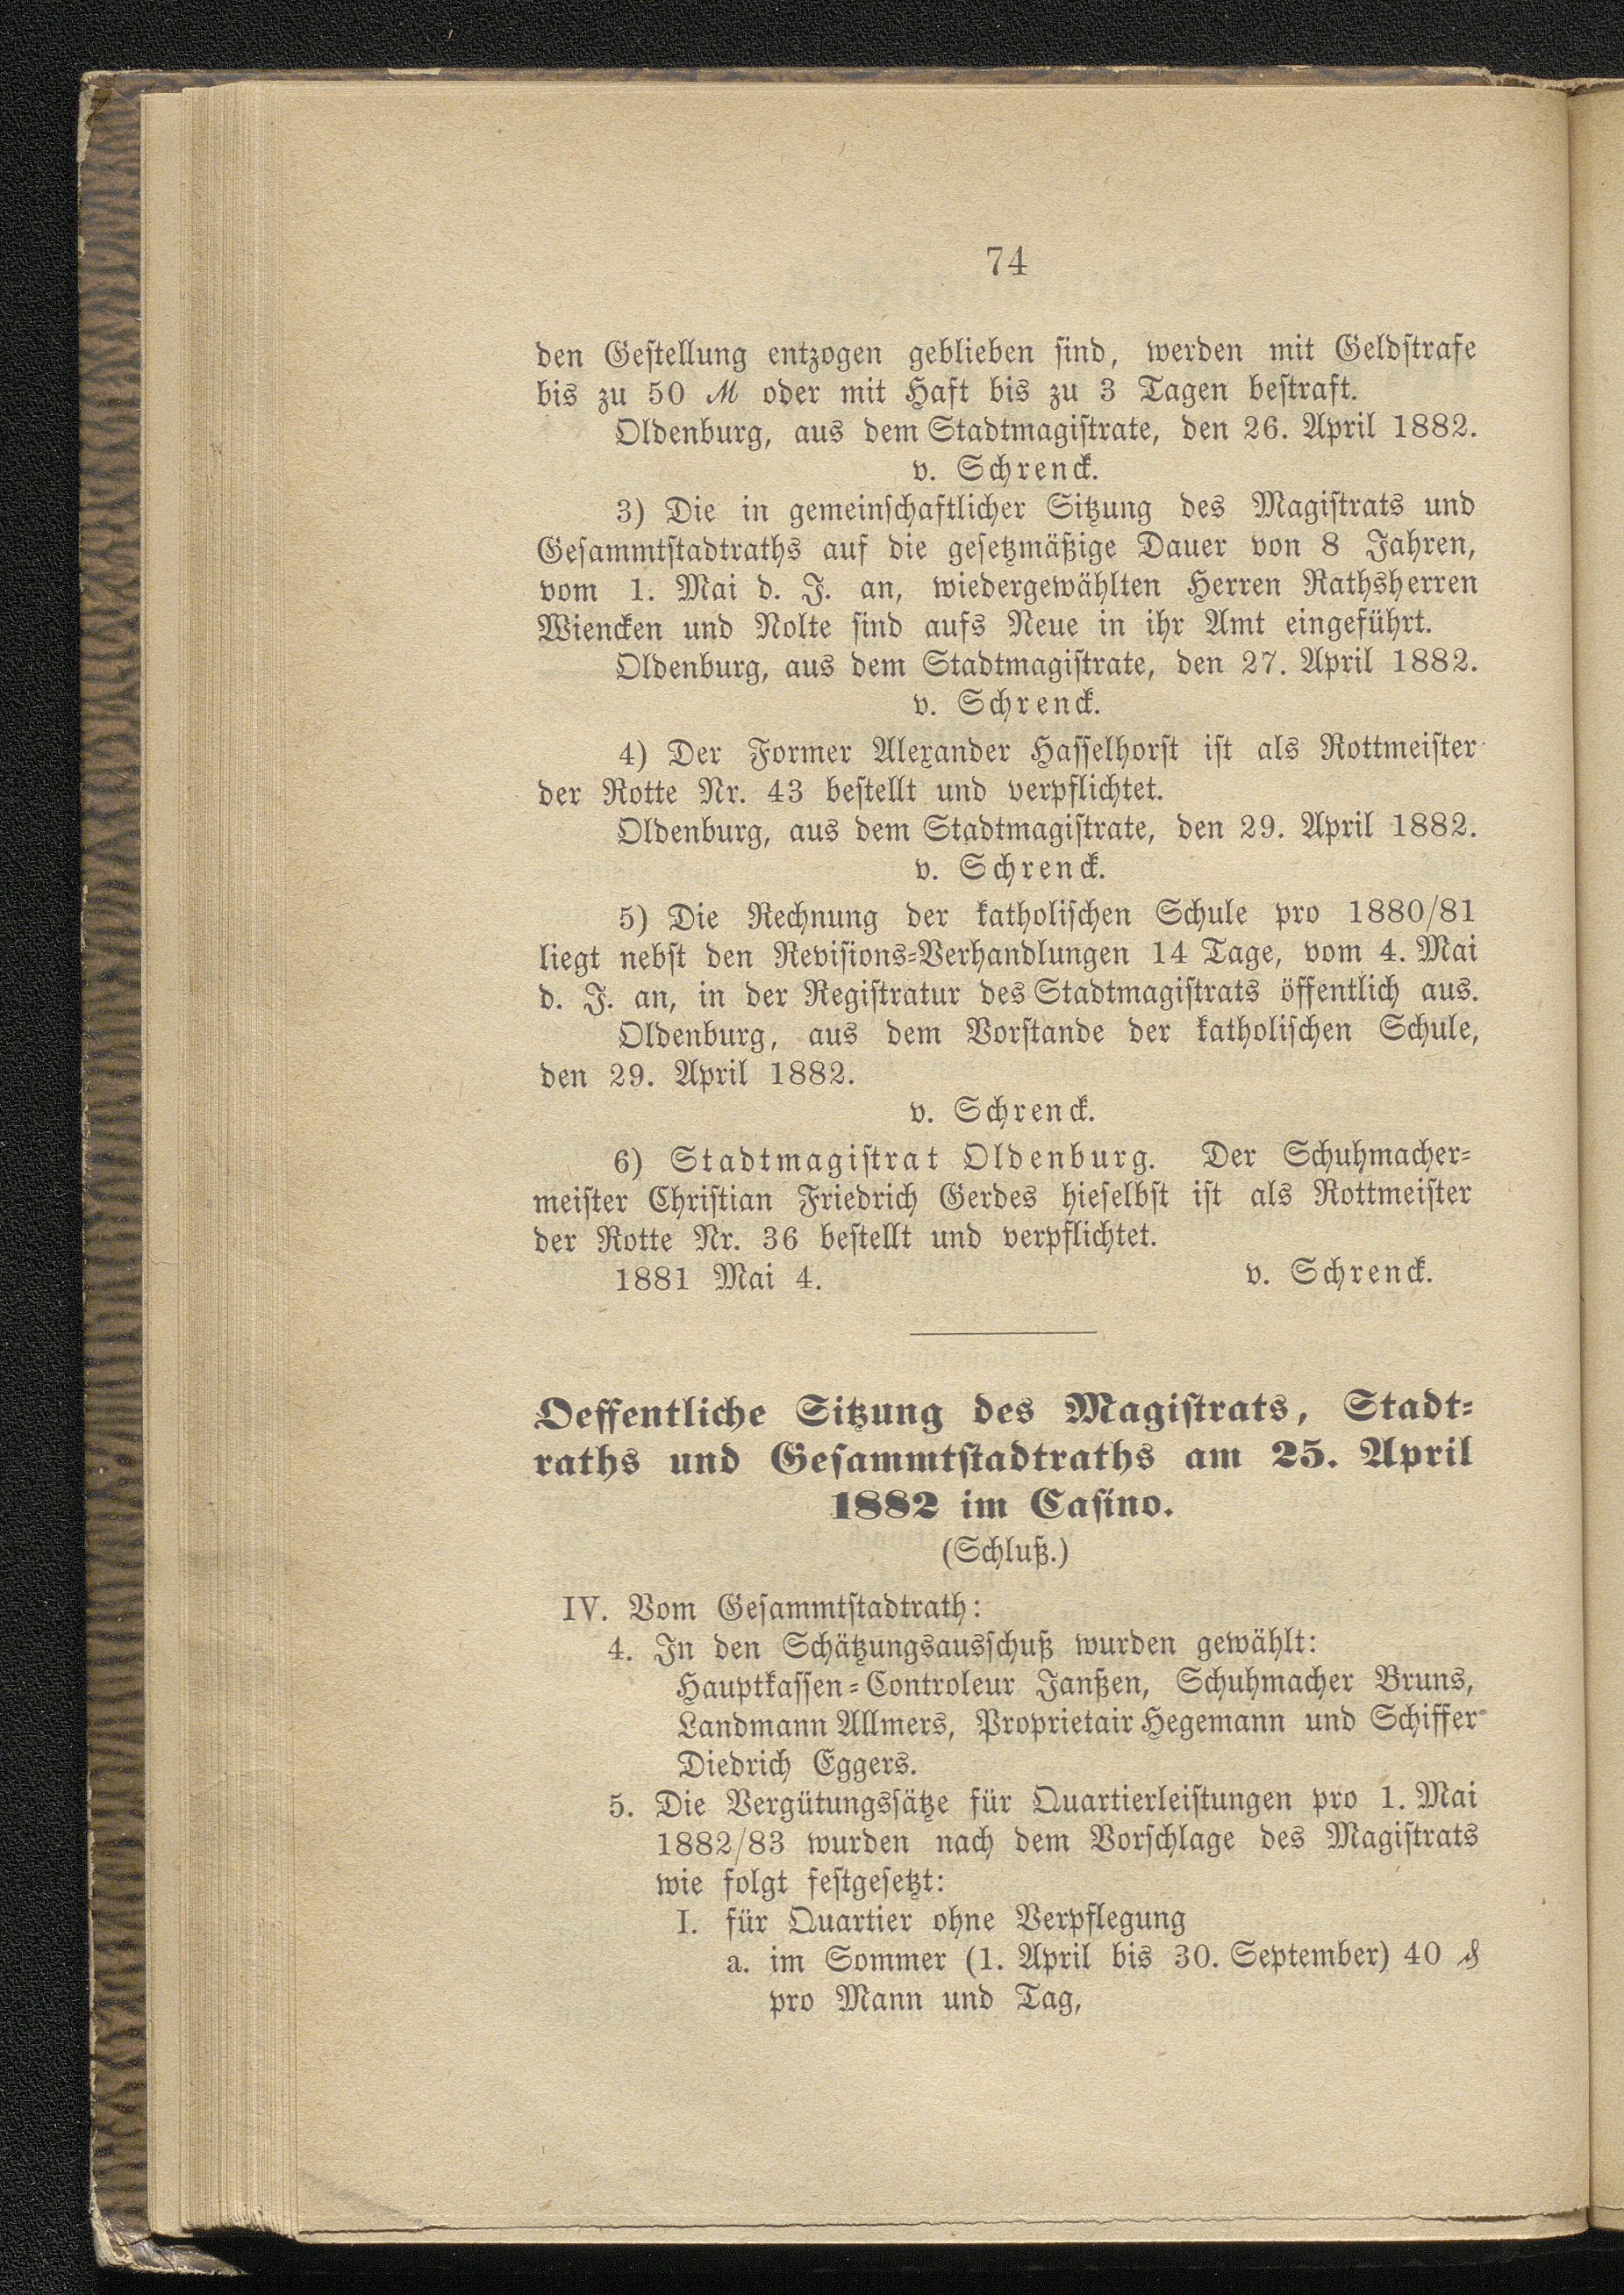 74
den Geſtellung entzogen geblieben ſind, werden mit Geldſtrafe
bis zu 50 ℳ oder mit Haft bis zu 3 Tagen beſtraft.
Oldenburg, aus dem Stadtmagiſtrate, den 26. April 1882.
v. Schrenck.
3) Die in gemeinſchaftlicher Sitzung des Magiſtrats und
Geſammtſtadtraths auf die geſetzmäßige Dauer von 8 Jahren,
vom 1. Mai d. J. an, wiedergewählten Herren Rathsherren
Wiencken und Nolte ſind aufs Neue in ihr Amt eingeführt.
Oldenburg, aus dem Stadtmagiſtrate, den 27. April 1882.
v. Schrenck.
4) Der Former Alexander Haſſelhorſt iſt als Rottmeiſter
der Rotte Nr. 43 beſtellt und verpflichtet.
Oldenburg, aus dem Stadtmagiſtrate, den 29. April 1882.
v. Schrenck.
5) Die Rechnung der katholiſchen Schule pro 1880/81
liegt nebſt den Reviſions-Verhandlungen 14 Tage, vom 4. Mai
d. J. an, in der Regiſtratur des Stadtmagiſtrats öffentlich aus.
Oldenburg, aus dem Vorſtande der katholiſchen Schule,
den 29. April 1882.
v. Schrenck.
6) Stadtmagiſtrat Oldenburg. Der Schuhmacher-
meiſter Chriſtian Friedrich Gerdes hieſelbſt iſt als Rottmeiſter
der Rotte Nr. 36 beſtellt und verpflichtet.
1881 Mai 4. v. Schrenck.
Oeffentliche Sitzung des Magiſtrats, Stadt-
raths und Geſammtſtadtraths am 25. April
1882 im Caſino.
(Schluß.)
IV. Vom Geſammtſtadtrath:
4. In den Schätzungsausſchuß wurden gewählt:
Hauptkaſſen-Controleur Janßen, Schuhmacher Bruns,
Landmann Allmers, Proprietair Hegemann und Schiffer
Diedrich Eggers.
5. Die Vergütungsſätze für Quartierleiſtungen pro 1. Mai
1882/83 wurden nach dem Vorſchlage des Magiſtrats
wie folgt feſtgeſetzt:
I. für Quartier ohne Verpflegung
a. im Sommer (1. April bis 30. September) 40 ₰
pro Mann und Tag,